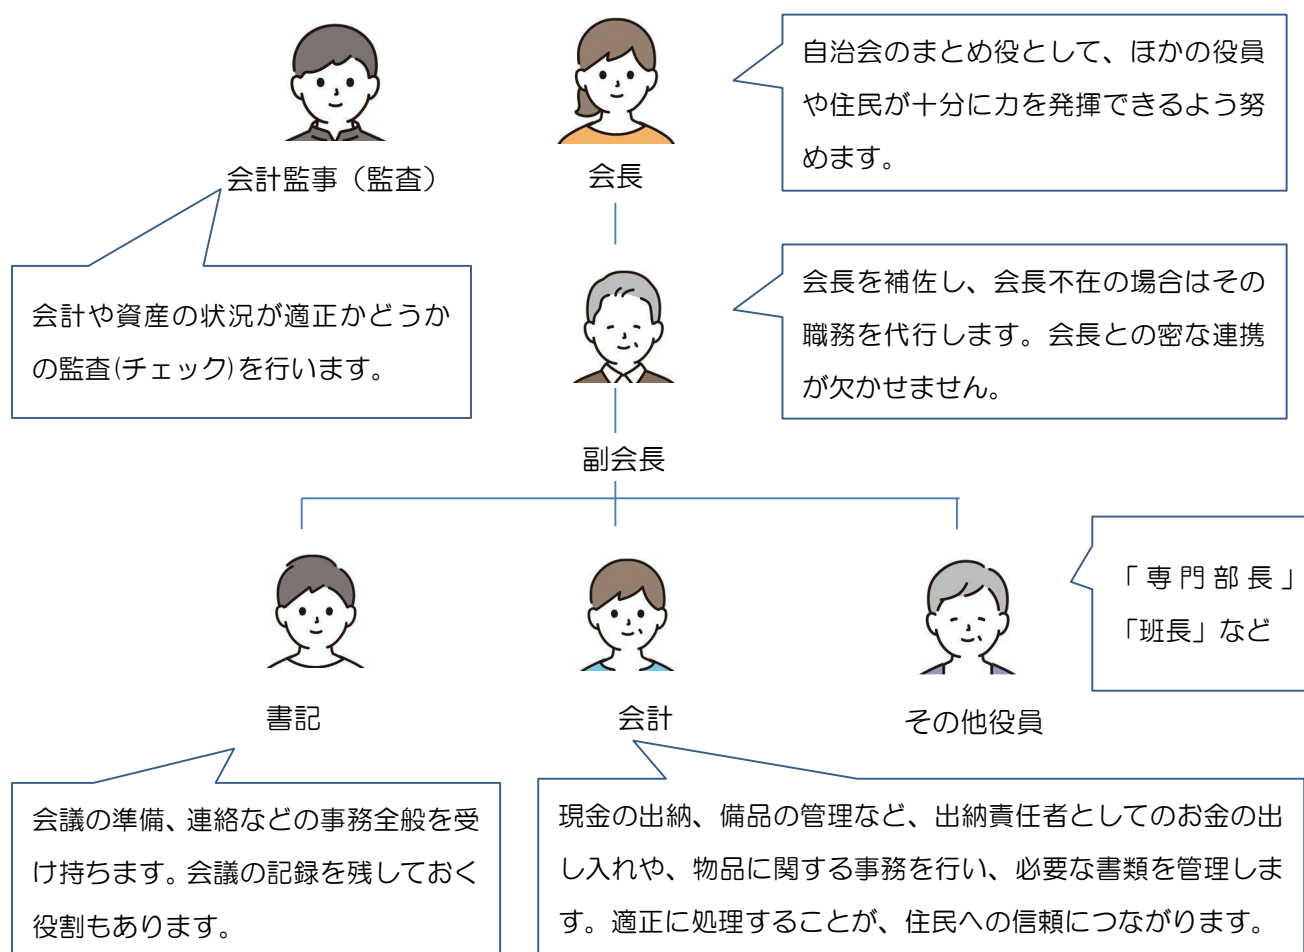 会計監事（監査）
会長
自治会のまとめ役として、ほかの役員
や住民が十分に力を発揮できるよう努
めます。
会計や資産の状況が適正かどうか
の監査(チェック)を行います。
会長を補佐し、会長不在の場合はその
職務を代行します。会長との密な連携
が欠かせません。
副会長
「専門部長」
「班長」など
書記
会計
その他役員
会議の準備、連絡などの事務全般を受
け持ちます。会議の記録を残しておく
役割もあります。
現金の出納、備品の管理など、出納責任者としてのお金の出
し入れや、物品に関する事務を行い、必要な書類を管理しま
す。適正に処理することが、住民への信頼につながります。